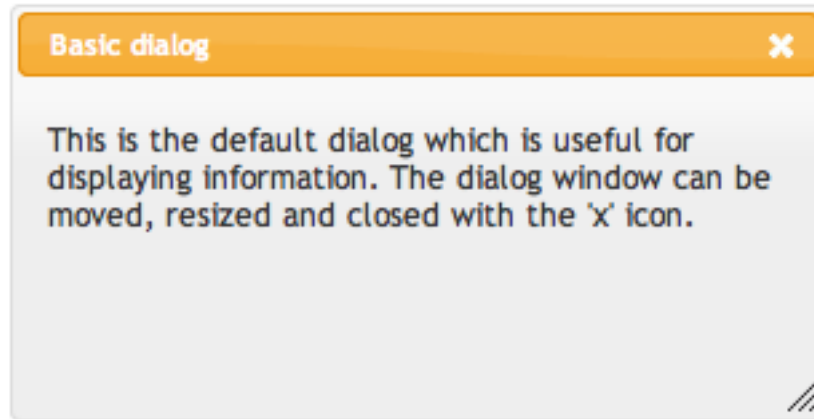 Basic dialog
This is the default dialog which is useful for
displaying information. The dialog window can be
moved, resized and closed with the 'x' icon.